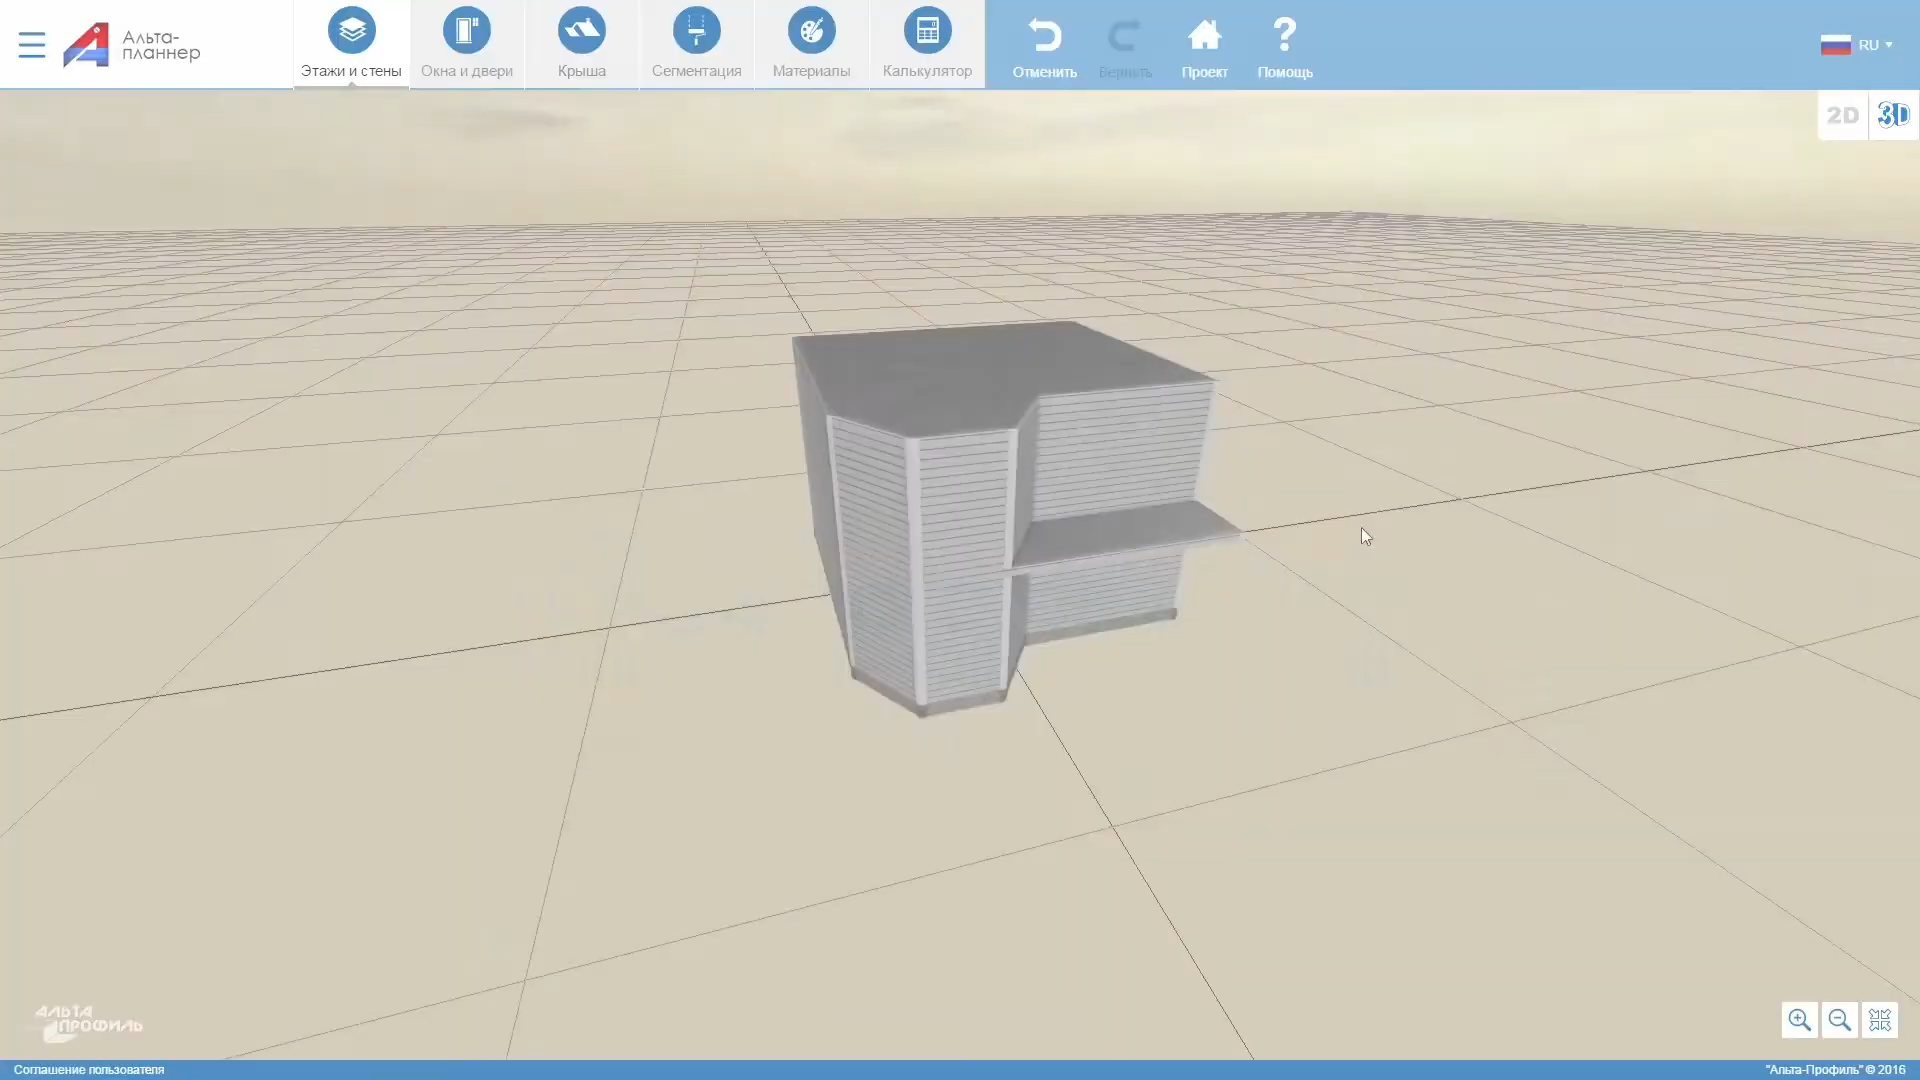 Альта-
планнер
Этажи и стены
Окна и двери
Крыша
Сегментация
Материалы
Калькулятор
Отменить
Вернуть
Проект
Помощь
RU
2D
3D
АЛЬТА
ПРОФИЛЬ
Соглашение пользователя
"Альта-Профиль" © 2016